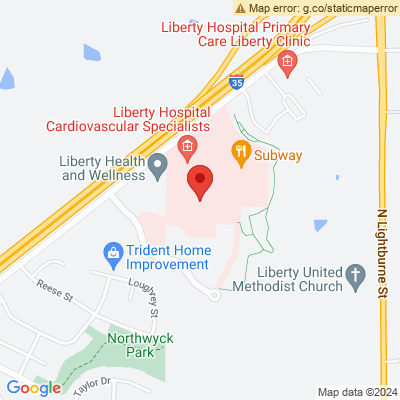 Map error: g.co/staticmaperror
Liberty Hospital Primary
Care Liberty Clinic
35
Liberty Hospital
Cardiovascular Specialists
Subway
Liberty Health
and Wellness
N Lightburne St
Trident Home
Improvement
Liberty United
Methodist Church
Reese St
Loughrey St
Northwyck
Park
Taylor Dr
Google
Map data ©2024